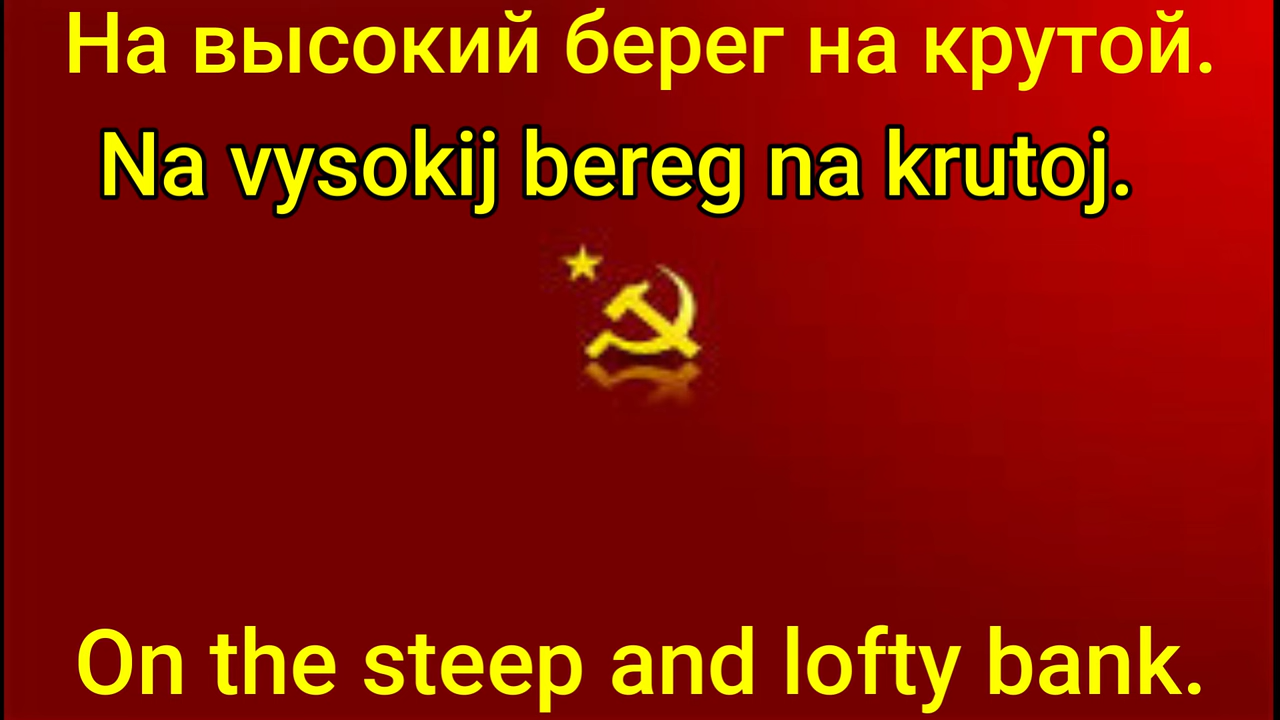 На высокий берег на крутой.
Na vysokij bereg na krutoj.
On the steep and lofty bank.